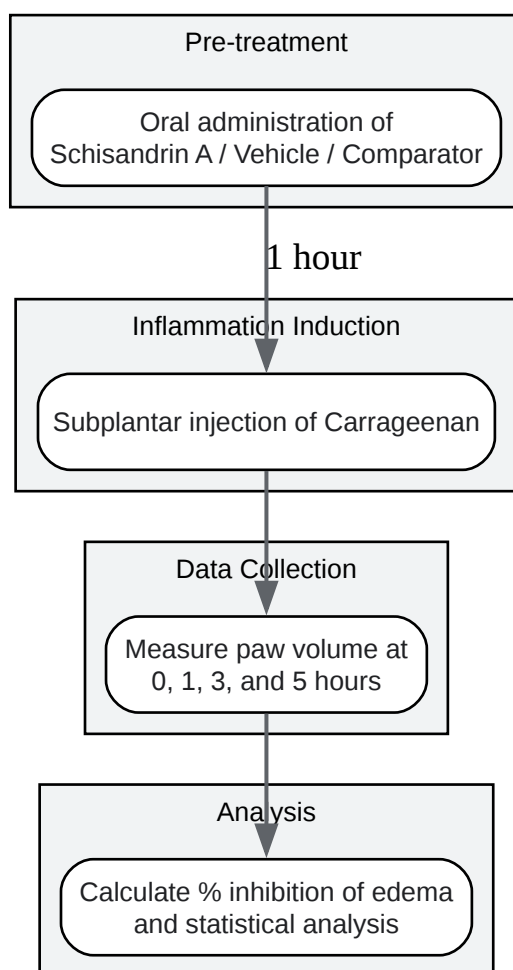 Pre-treatment
Oral administration of
Schisandrin A / Vehicle / Comparator
1 hour
Inflammation Induction
Subplantar injection of Carrageenan
Data Collection
Measure paw volume at
0, 1, 3, and 5 hours
Analysis
Calculate % inhibition of edema
and statistical analysis